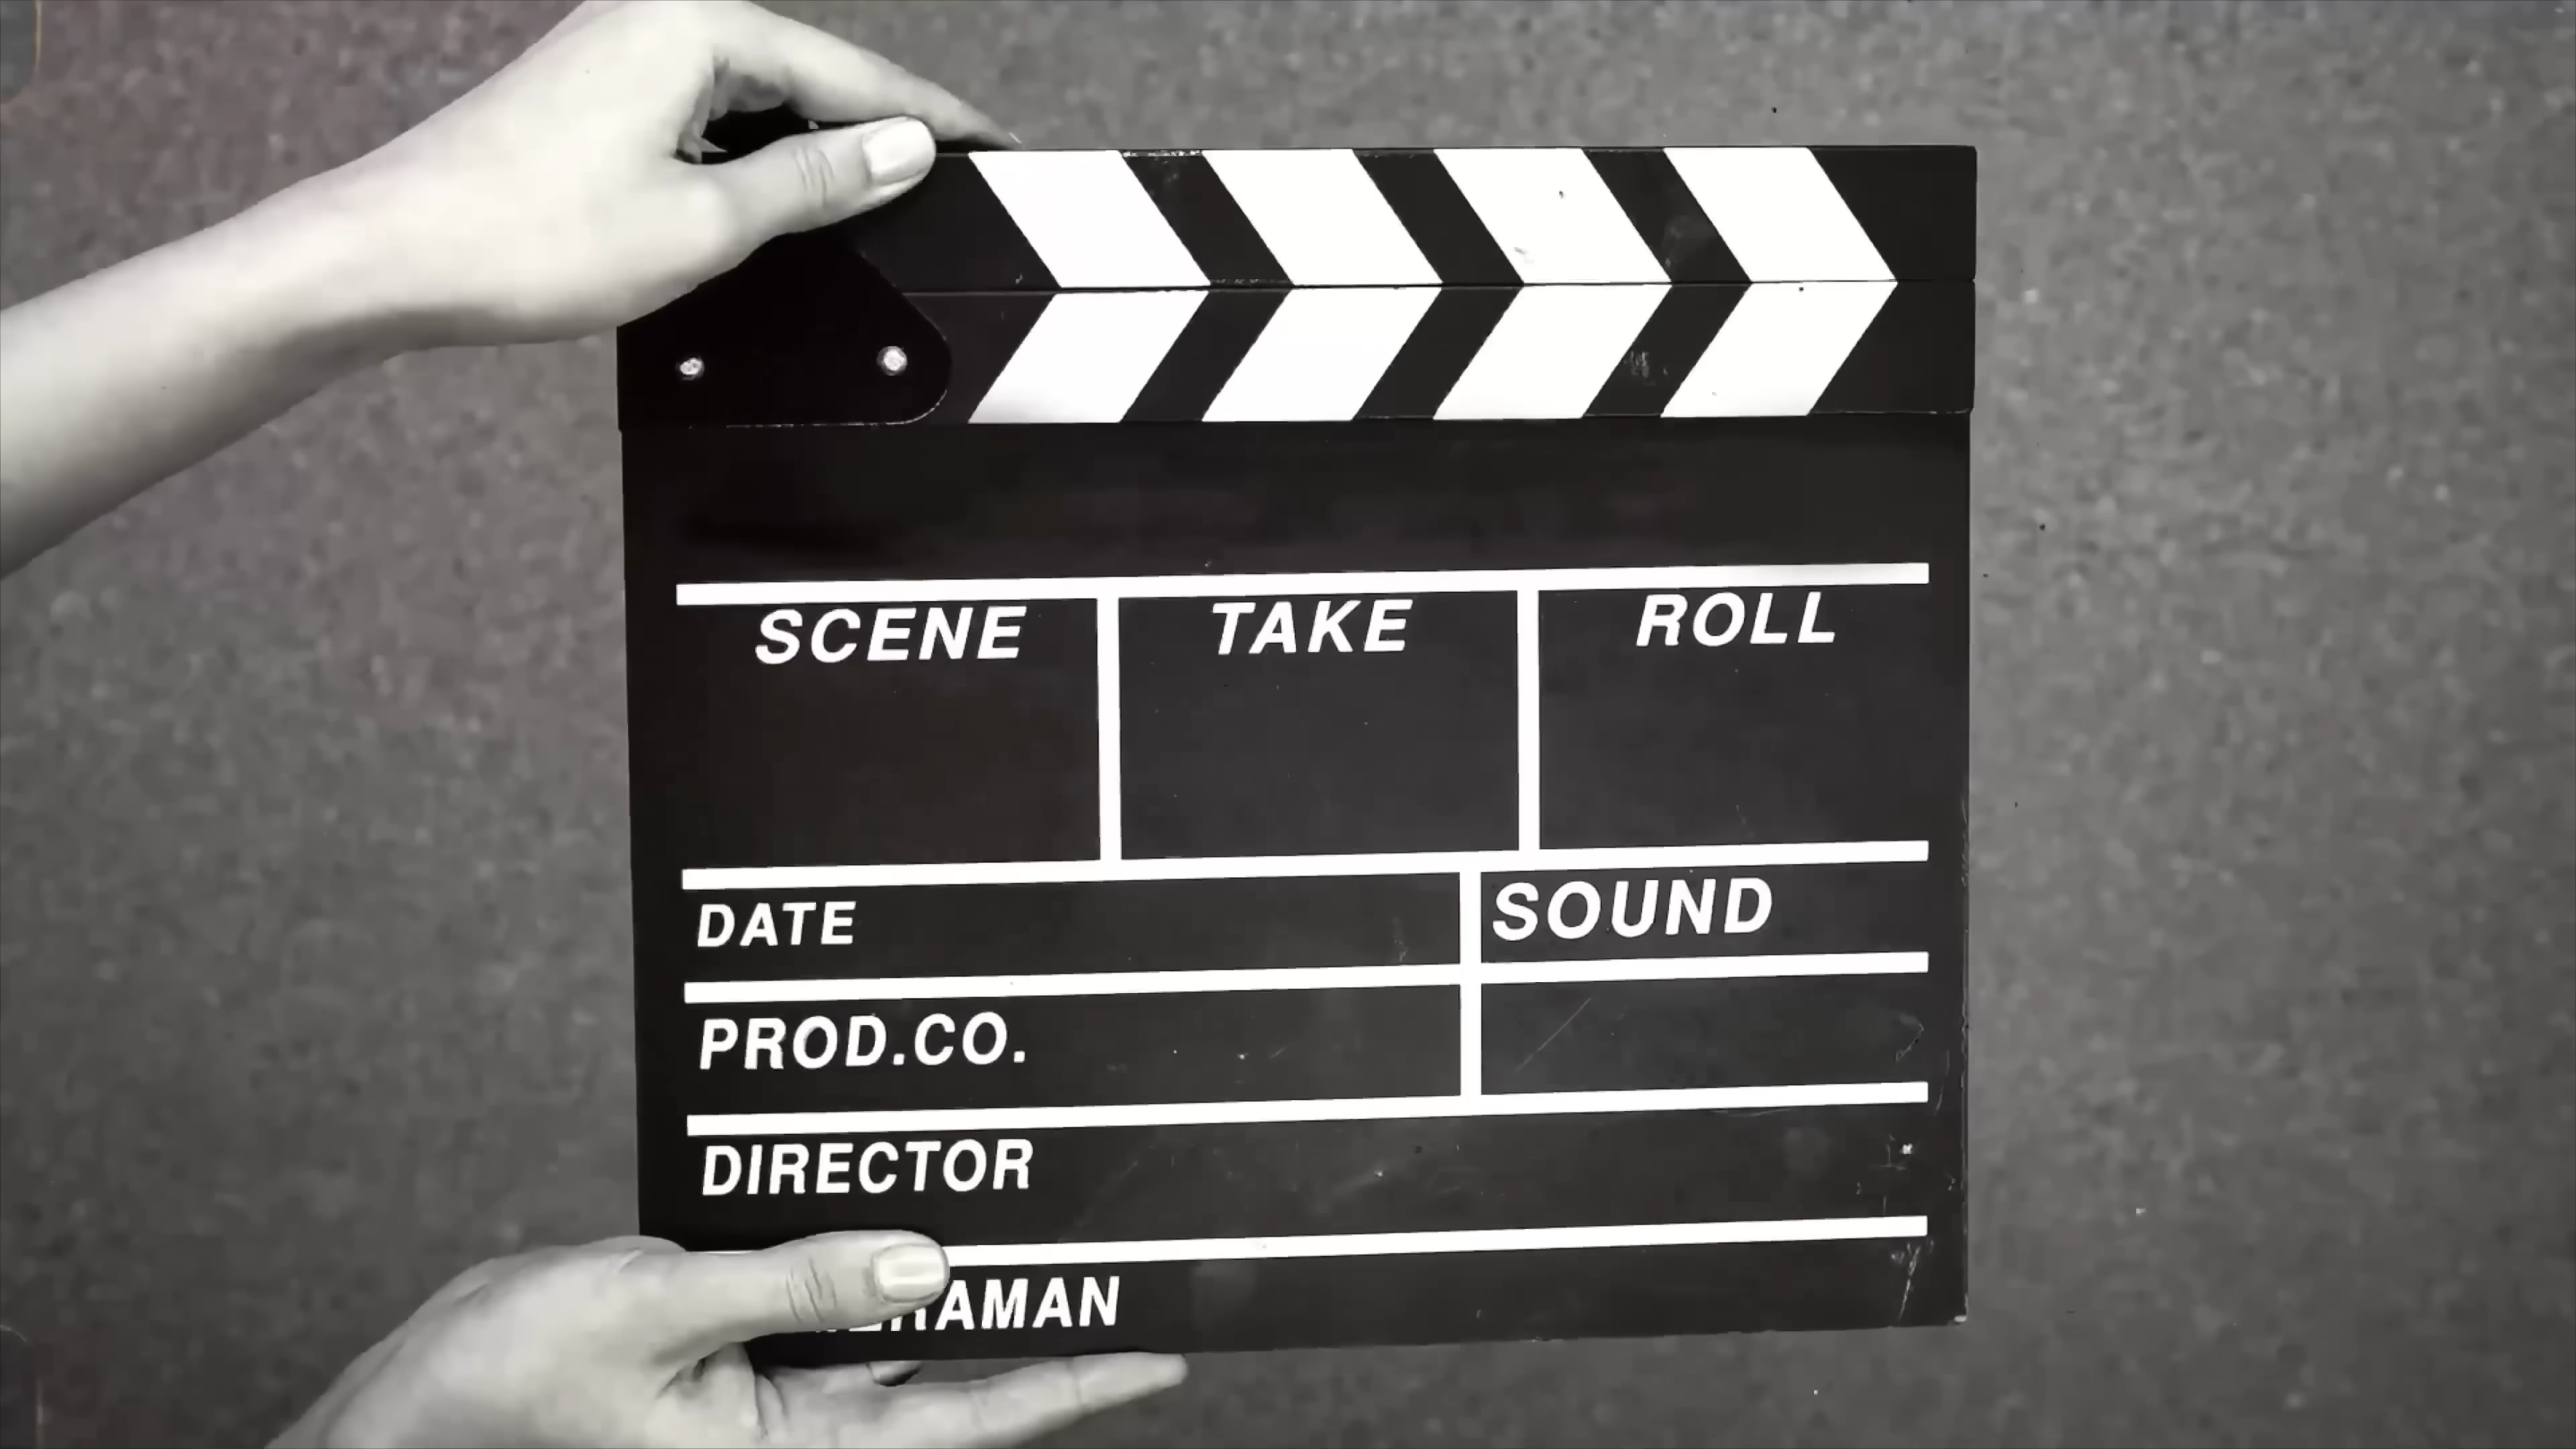 SCENE TAKE ROLL
DATE SOUND
PROD.CO.
DIRECTOR